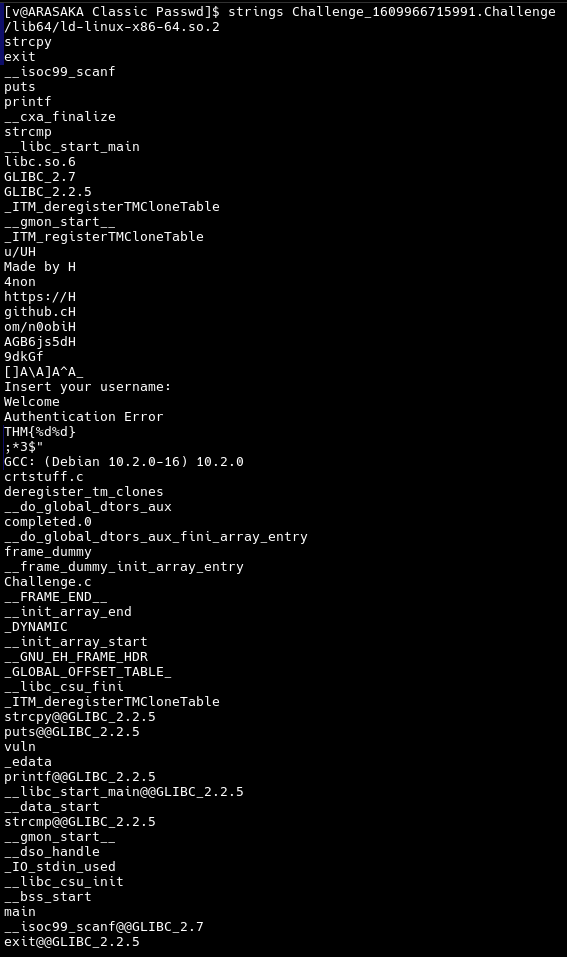 [v@ARASAKA Classic Passwd]$ strings Challenge_1609966715991.Challenge
/lib64/ld-linux-x86-64.so.2
strcpy
exit
__isoc99_scanf
puts
printf
__cxa_finalize
strcmp
__libc_start_main
libc.so.6
GLIBC_2.7
GLIBC_2.2.5
_ITM_deregisterTMCloneTable
__gmon_start__
_ITM_registerTMCloneTable
u/UH
Made by H
4non
https://H
github.cH
om/n0obiH
AGB6js5dH
9dkGf
[]A\A]A^A_
Insert your username:
Welcome
Authentication Error
THM{%d%d}
;*3$"
GCC: (Debian 10.2.0-16) 10.2.0
crtstuff.c
deregister_tm_clones
__do_global_dtors_aux
completed.0
__do_global_dtors_aux_fini_array_entry
frame_dummy
__frame_dummy_init_array_entry
Challenge.c
__FRAME_END__
__init_array_end
_DYNAMIC
__init_array_start
__GNU_EH_FRAME_HDR
_GLOBAL_OFFSET_TABLE_
__libc_csu_fini
_ITM_deregisterTMCloneTable
strcpy@@GLIBC_2.2.5
puts@@GLIBC_2.2.5
vuln
_edata
printf@@GLIBC_2.2.5
__libc_start_main@@GLIBC_2.2.5
__data_start
strcmp@@GLIBC_2.2.5
__gmon_start__
__dso_handle
_IO_stdin_used
__libc_csu_init
__bss_start
main
__isoc99_scanf@@GLIBC_2.7
exit@@GLIBC_2.2.5